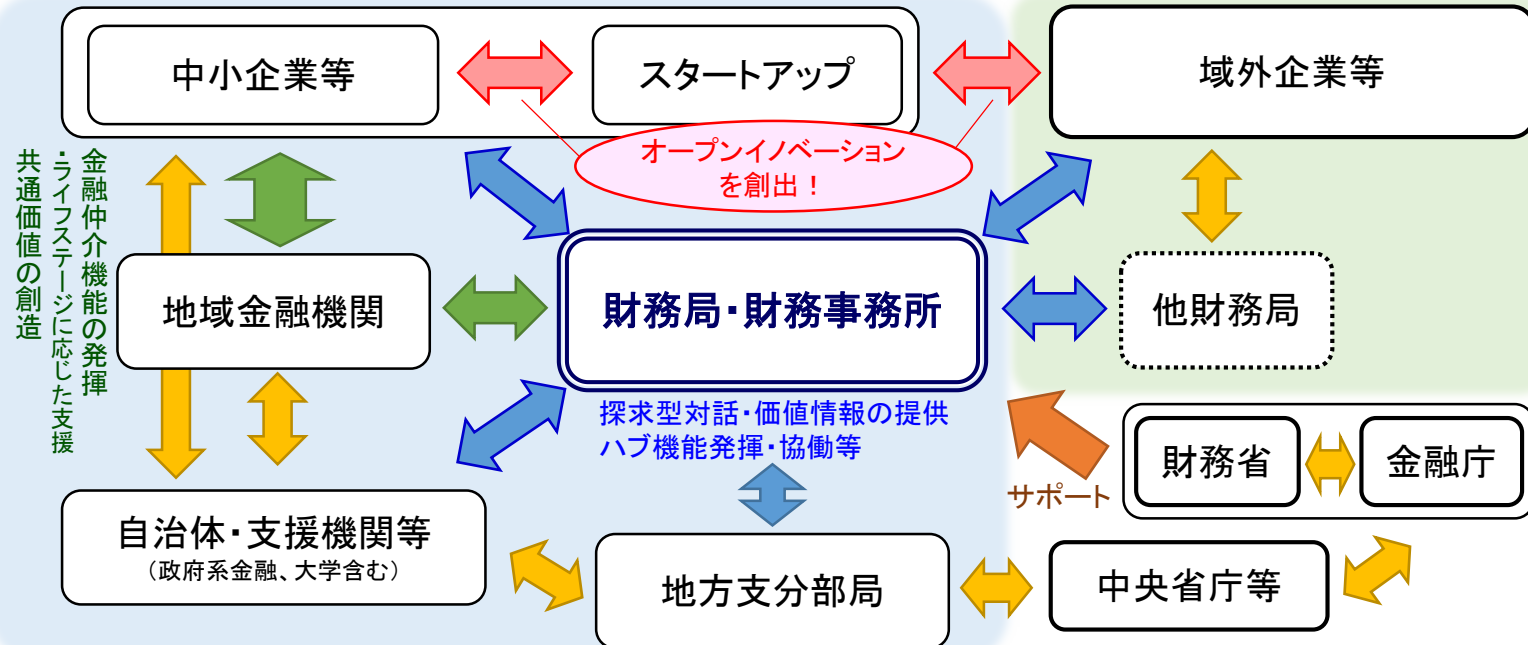 中小企業等
スタートアップ
域外企業等
オープンイノベーション
を創出！
金融仲介機能の発揮
・ライフステージに応じた支援
共通価値の創造
地域金融機関
財務局・財務事務所
他財務局
探求型対話・価値情報の提供
ハブ機能発揮・協働等
財務省
金融庁
サポート
自治体・支援機関等
（政府系金融、大学含む）
地方支分部局
中央省庁等